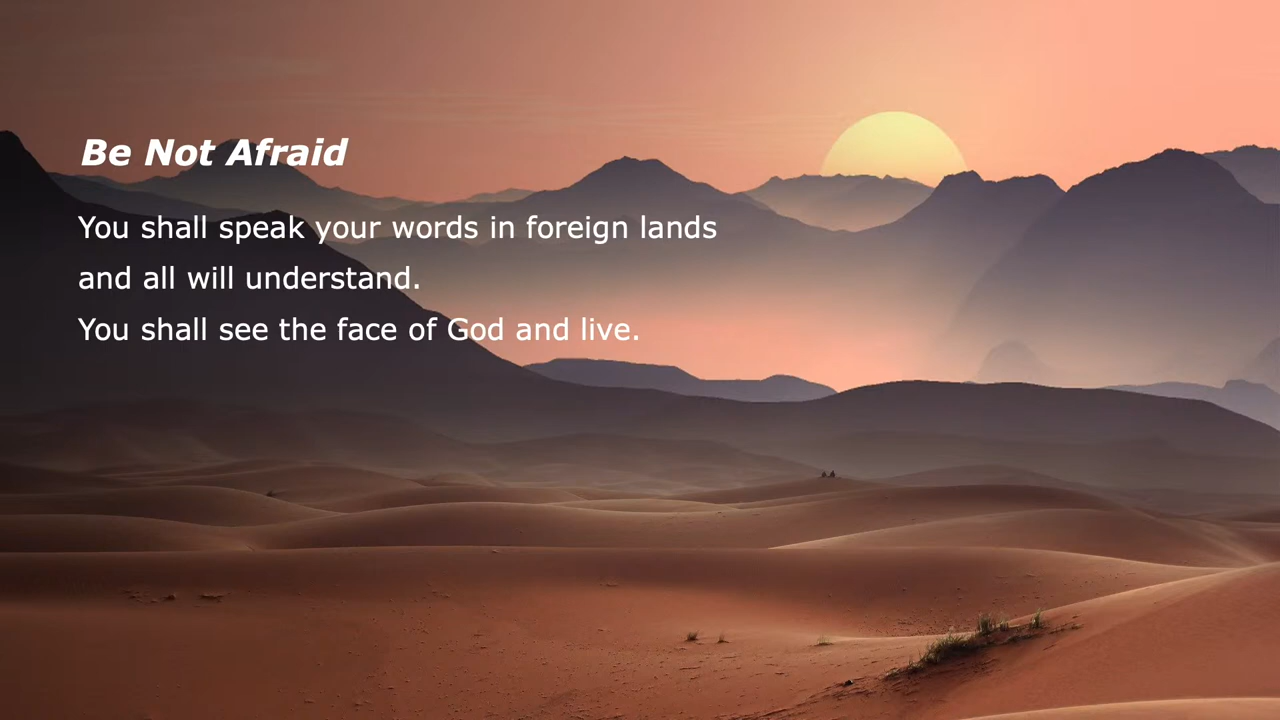 Be Not Afraid
You shall speak your words in foreign lands
and all will understand.
You shall see the face of God and live.